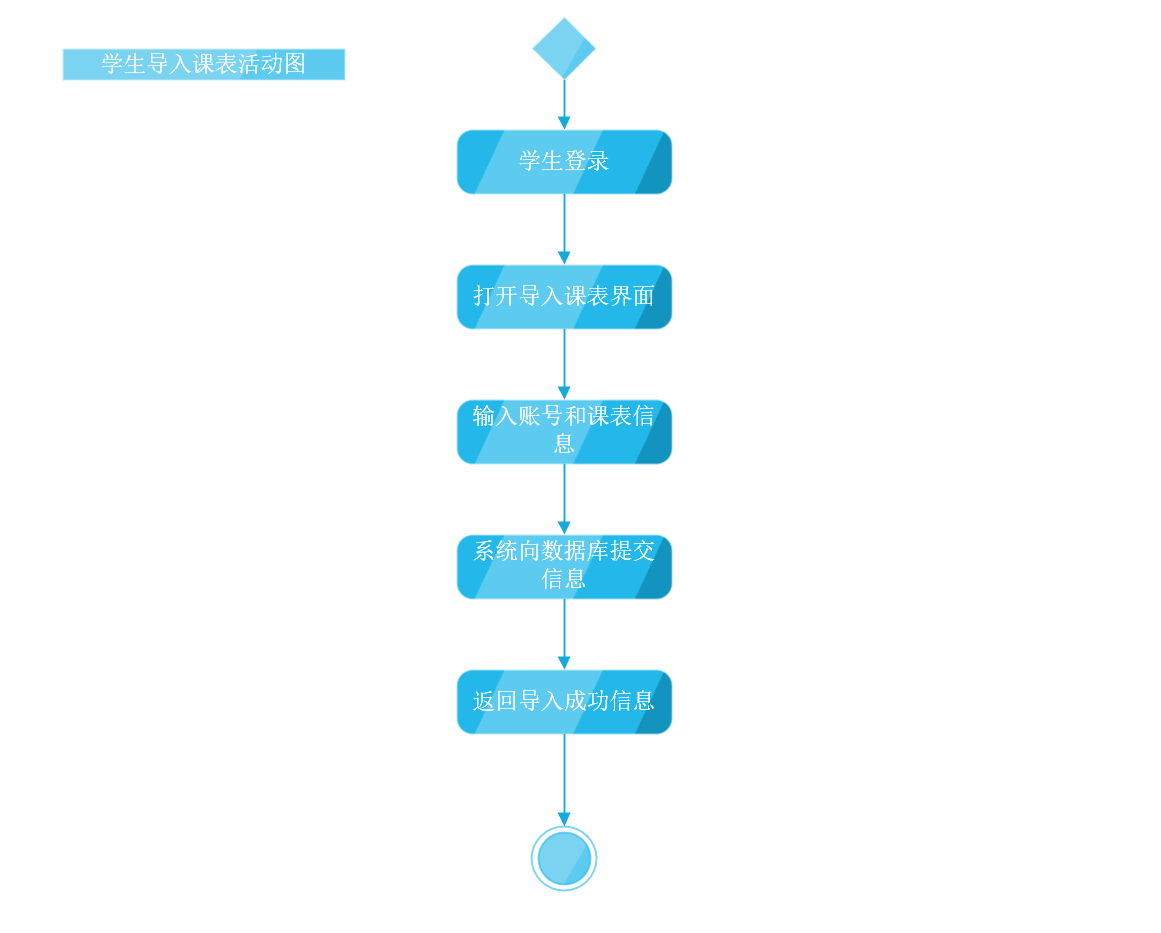 学生导入课表活动图
学生登录
打开导入课表界面
输入账号和课表信
息
系统向数据库提交
信息
返回导入成功信息